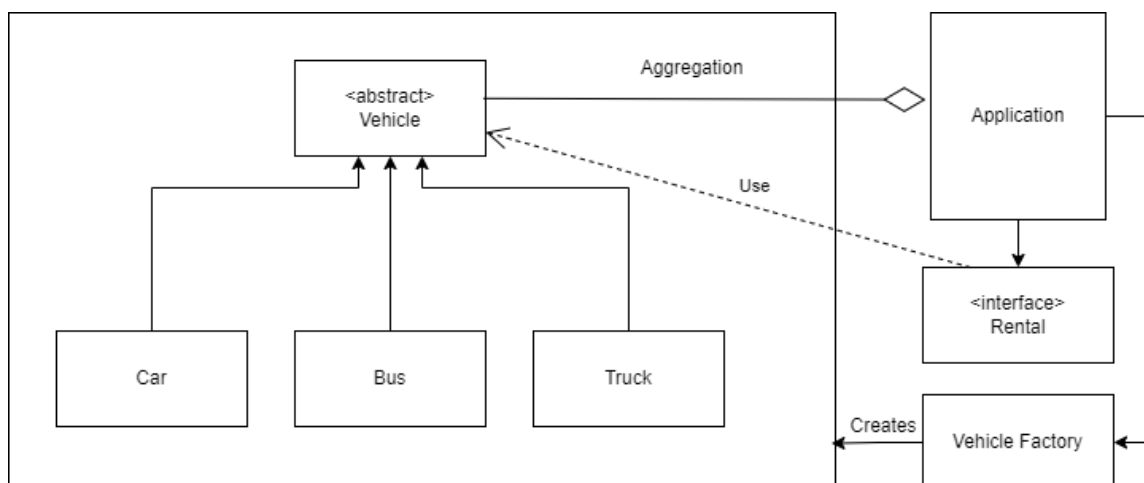 Aggregation
<abstract>
Vehicle
Application
Use
<interface>
Rental
Car
Bus
Truck
Creates
Vehicle Factory